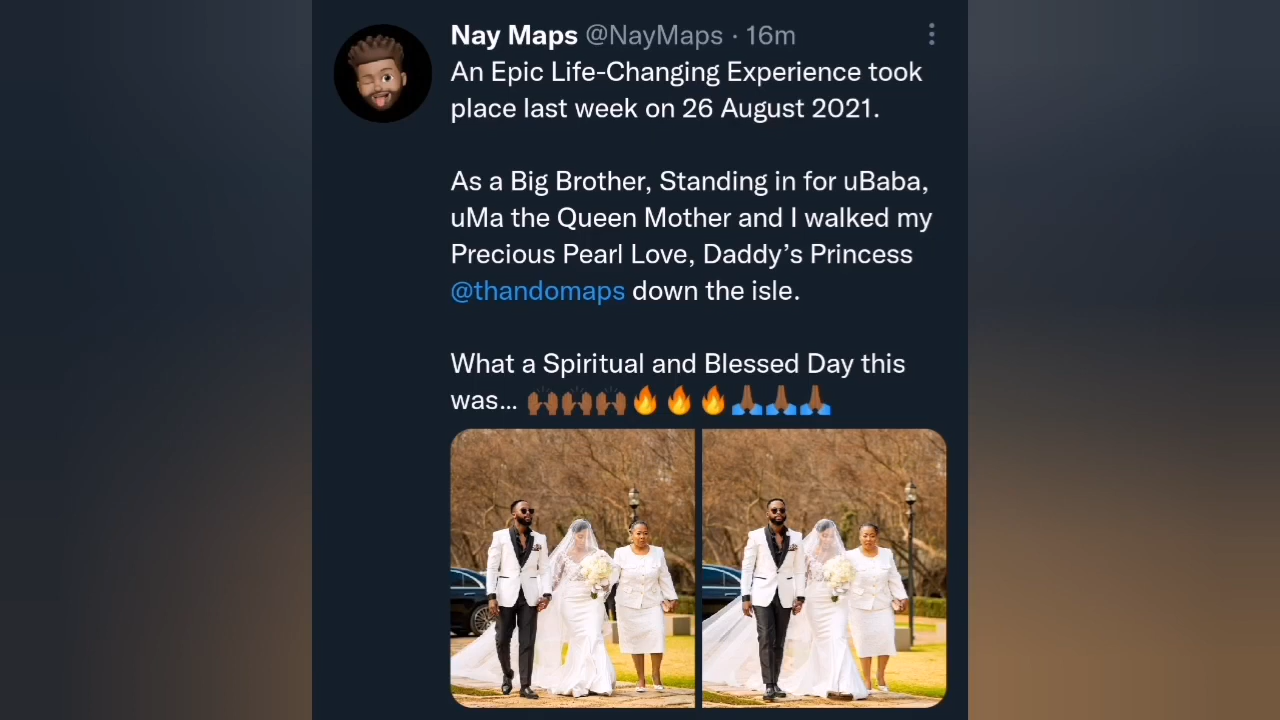 Nay Maps @NayMaps · 16m
An Epic Life-Changing Experience took
place last week on 26 August 2021.
As a Big Brother, Standing in for uBaba,
uMa the Queen Mother and I walked my
Precious Pearl Love, Daddy’s Princess
@thandomaps down the isle.
What a Spiritual and Blessed Day this
was... 🙌🏾🙌🏾🙌🏾🔥🔥🔥🙏🏾🙏🏾🙏🏾